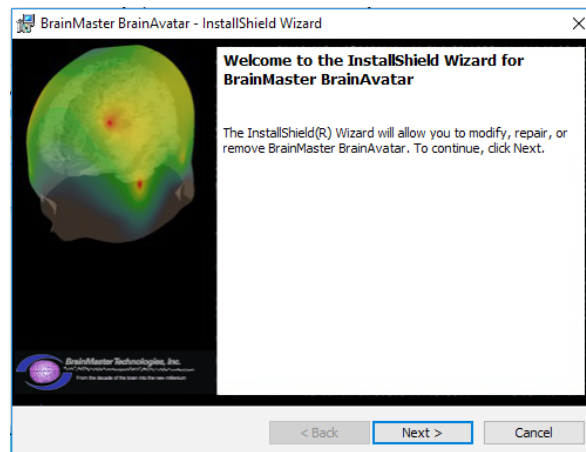 BrainMaster BrainAvatar - InstallShield Wizard
Welcome to the InstallShield Wizard for
BrainMaster BrainAvatar
The InstallShield(R) Wizard will allow you to modify, repair, or
remove BrainMaster BrainAvatar. To continue, click Next.
BrainMaster Technologies, Inc.
From the decade of the brain into the new millenium
< Back
Next >
Cancel